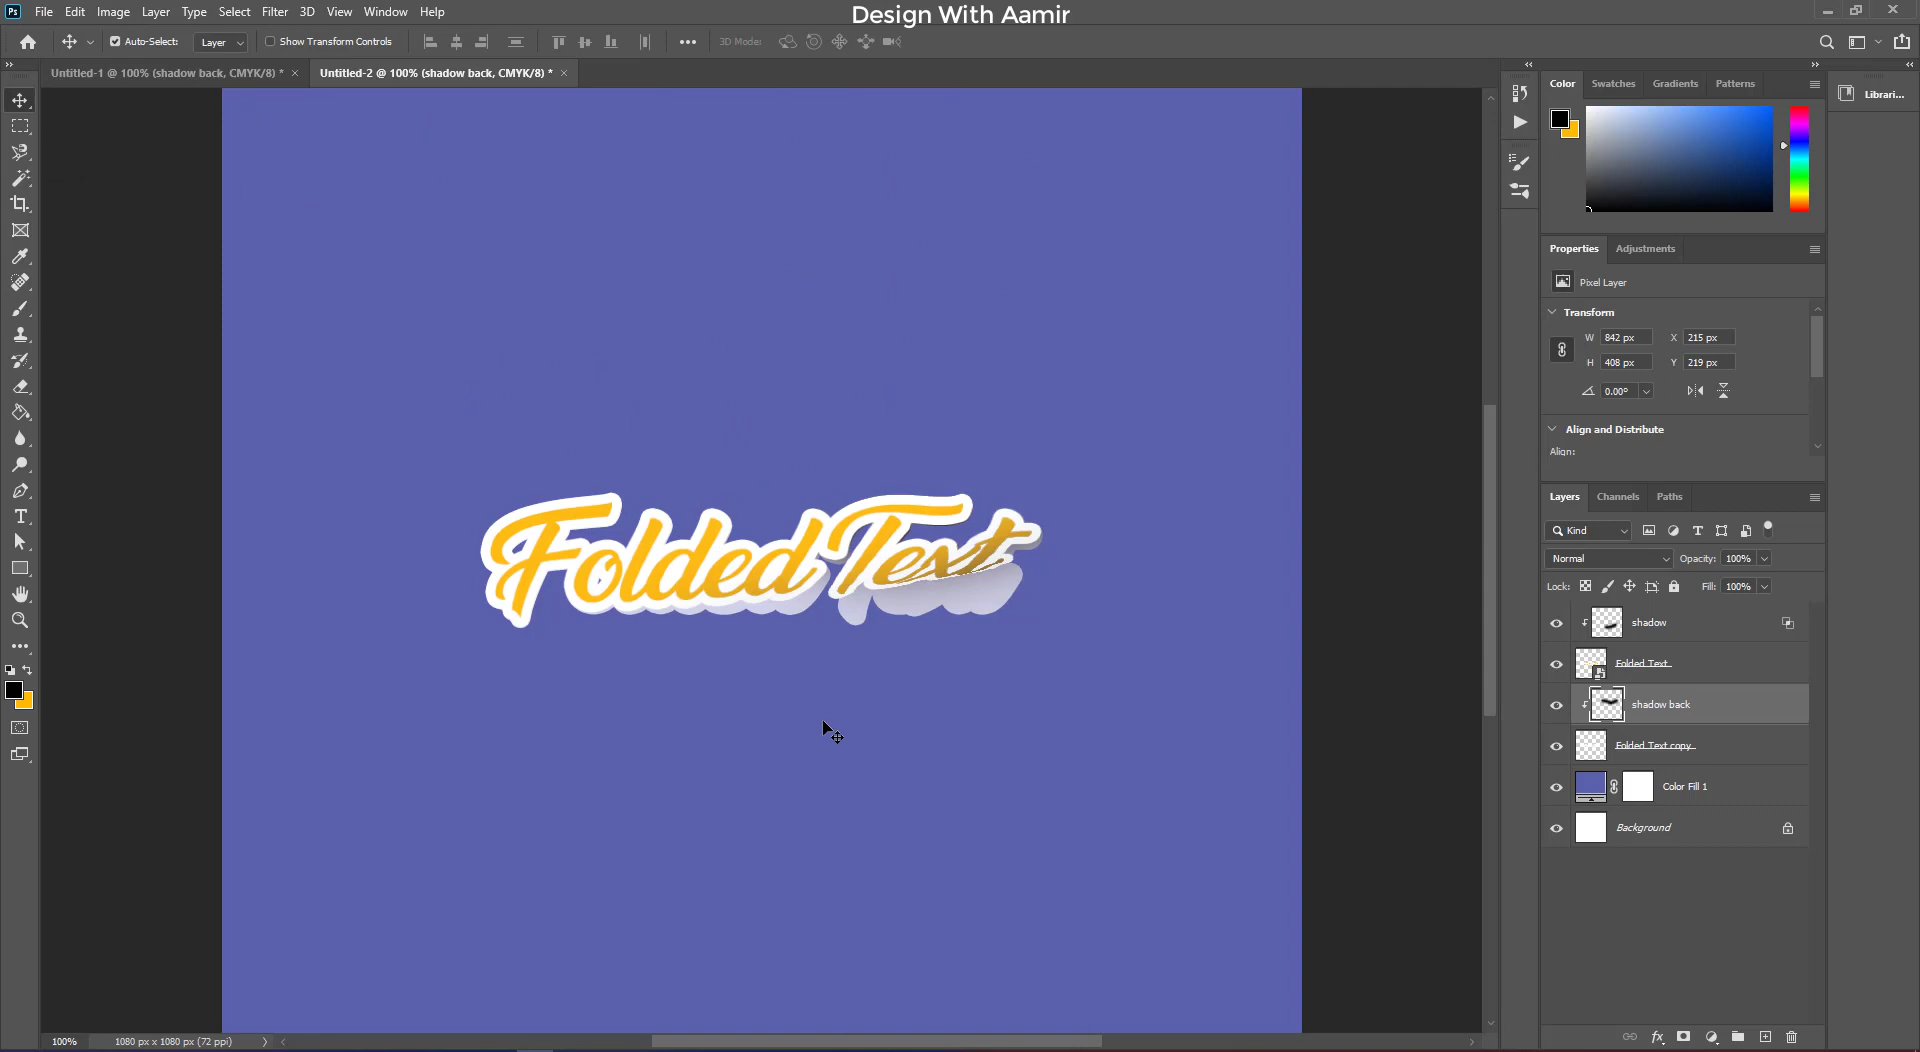 Design With Aamir
Ps File Edit Image Layer Type Select Filter 3D View Window Help
Auto-Select: Layer Show Transform Controls 3D Mode:
Untitled-1 @ 100% (shadow back, CMYK/8) * Untitled-2 @ 100% (shadow back, CMYK/8) *
Color Swatches Gradients Patterns
Librari...
Properties Adjustments
Pixel Layer
Transform
W 842 px X 215 px
H 408 px Y 219 px
0.00°
Align and Distribute
Align:
Layers Channels Paths
Kind
Normal Opacity: 100%
Lock: Fill: 100%
shadow
Folded Text
shadow back
Folded Text copy
Color Fill 1
Background
Folded Text
100% 1080 px x 1080 px (72 ppi)